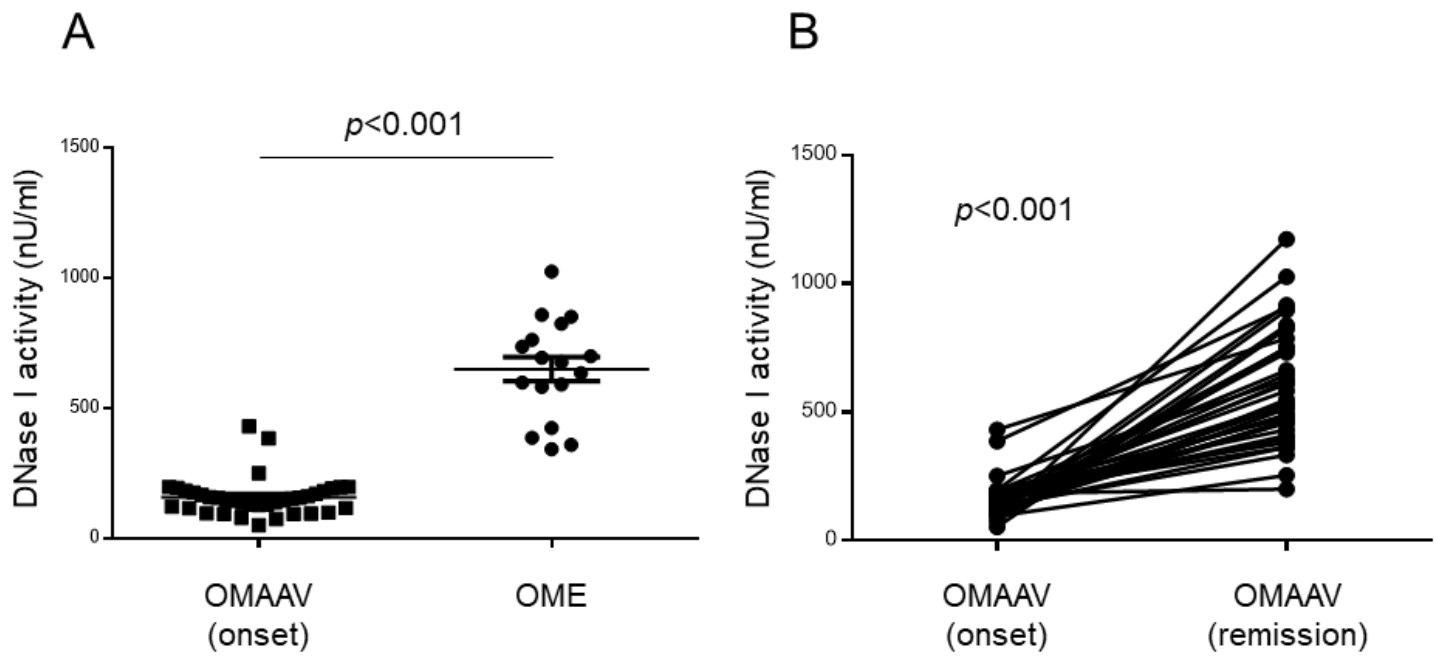 A
DNase I activity (nU/ml)
1500
1000
500
0
p<0.001
OMAAV
(onset)
OME
B
DNase I activity (nU/ml)
1500
1000
500
0
p<0.001
OMAAV
(onset)
OMAAV
(remission)